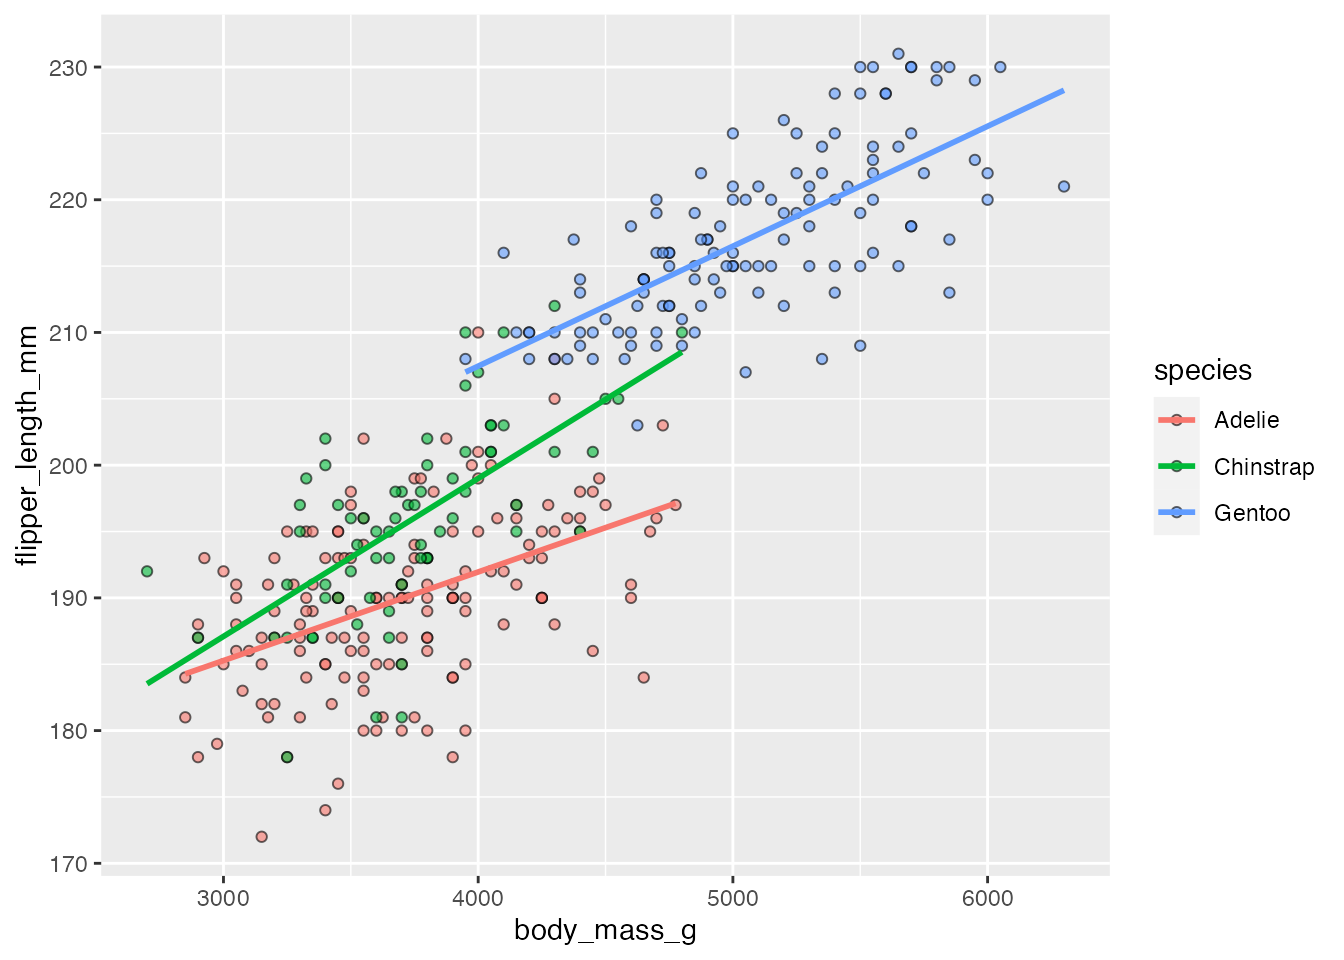 230
220
210
200
190
180
170
3000 4000 5000 6000
body_mass_g
flipper_length_mm
species
Adelie
Chinstrap
Gentoo